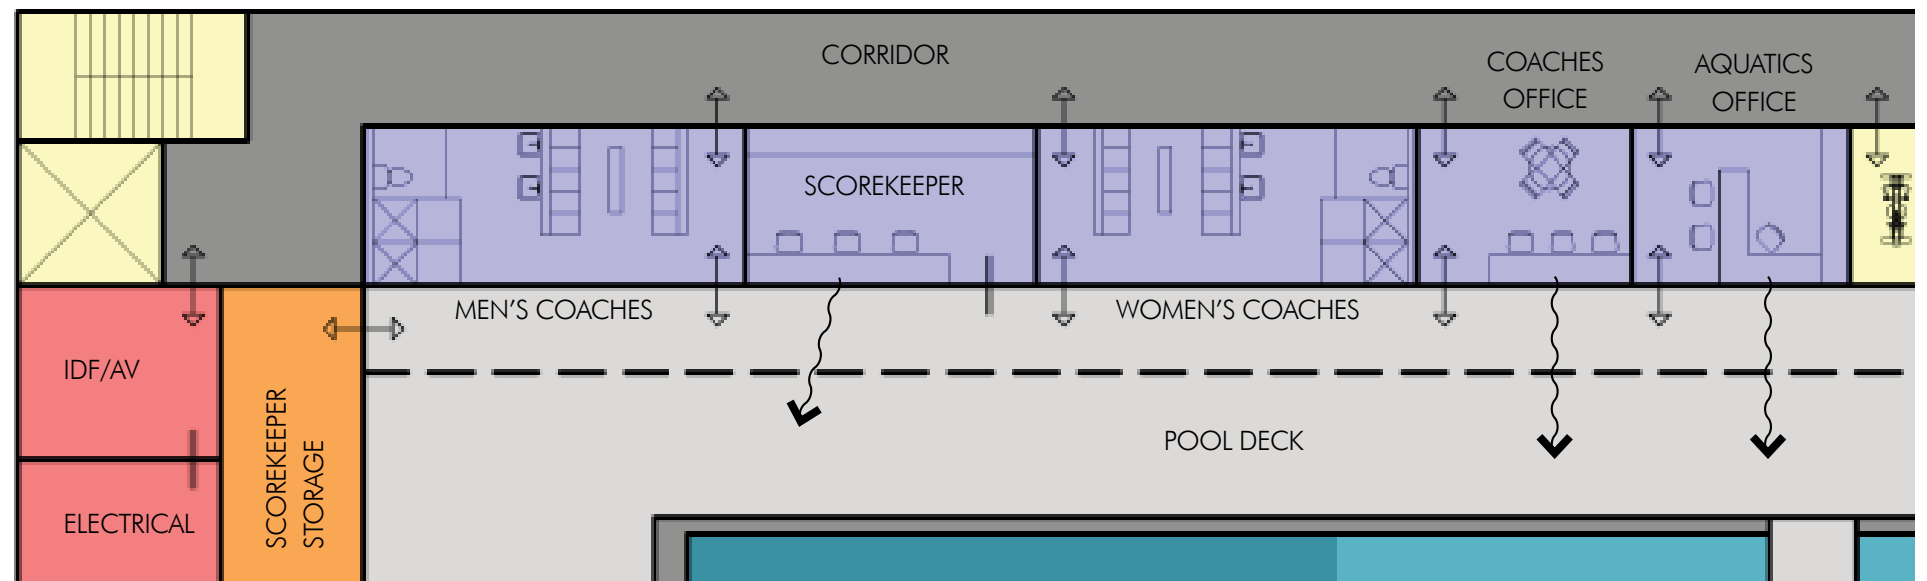 CORRIDOR
COACHES
OFFICE
AQUATICS
OFFICE
SCOREKEEPER
MEN'S COACHES
WOMEN'S COACHES
IDF/AV
SCOREKEEPER
STORAGE
POOL DECK
ELECTRICAL